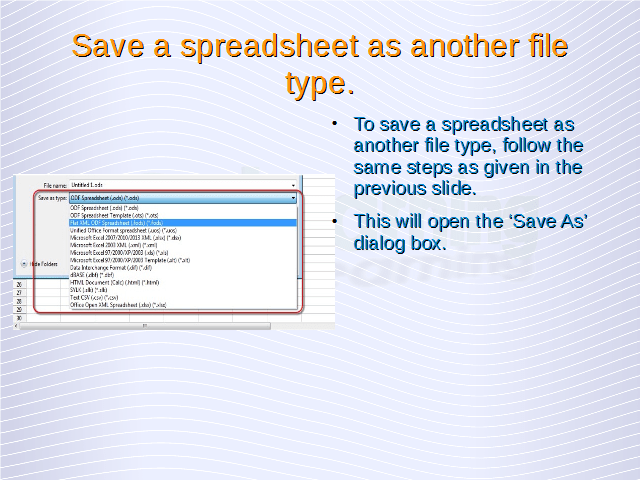 Save a spreadsheet as another file
type.
• To save a spreadsheet as
another file type, follow the
same steps as given in the
previous slide.
• This will open the ‘Save As’
dialog box.
File name: Untitled 1.ods
Save as type: ODF Spreadsheet (.ods) (*.ods)
ODF Spreadsheet (.ods) (*.ods)
ODF Spreadsheet Template (.ots) (*.ots)
Flat XML ODF Spreadsheet (.fods) (*.fods)
Unified Office Format spreadsheet (.uos) (*.uos)
Microsoft Excel 2007/2010/2013 XML (.xlsx) (*.xlsx)
Microsoft Excel 2003 XML (.xml) (*.xml)
Microsoft Excel 97/2000/XP/2003 (.xls) (*.xls)
Microsoft Excel 97/2000/XP/2003 Template (.xlt) (*.xlt)
Data Interchange Format (.dif) (*.dif)
dBASE (.dbf) (*.dbf)
HTML Document (Calc) (.html) (*.html)
SYLK (.slk) (*.slk)
Text CSV (.csv) (*.csv)
Office Open XML Spreadsheet (.xlsx) (*.xlsx)
Hide Folders
26
27
28
29
30